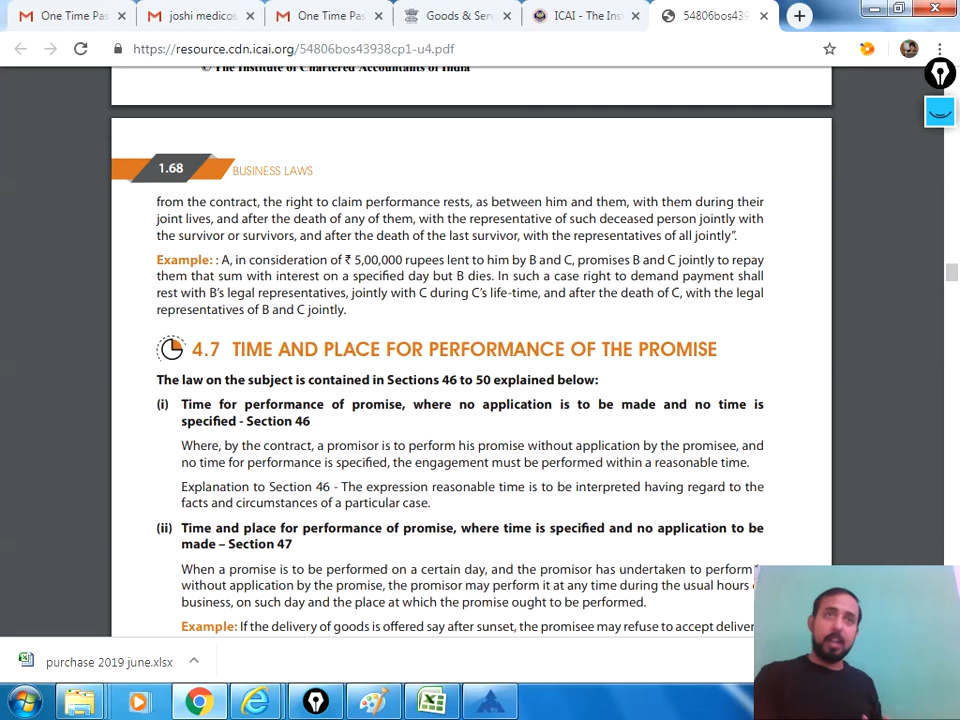 One Time Pas
joshi medicos
One Time Pas
Goods & Serv
ICAI - The Ins
54806bos439
https://resource.cdn.icai.org/54806bos43938cp1-u4.pdf
© The Institute of Chartered Accountants of India
1.68 BUSINESS LAWS
from the contract, the right to claim performance rests, as between him and them, with them during their
joint lives, and after the death of any of them, with the representative of such deceased person jointly with
the survivor or survivors, and after the death of the last survivor, with the representatives of all jointly”.
Example: : A, in consideration of ₹ 5,00,000 rupees lent to him by B and C, promises B and C jointly to repay
them that sum with interest on a specified day but B dies. In such a case right to demand payment shall
rest with B’s legal representatives, jointly with C during C’s life-time, and after the death of C, with the legal
representatives of B and C jointly.
4.7 TIME AND PLACE FOR PERFORMANCE OF THE PROMISE
The law on the subject is contained in Sections 46 to 50 explained below:
(i) Time for performance of promise, where no application is to be made and no time is
specified - Section 46
Where, by the contract, a promisor is to perform his promise without application by the promisee, and
no time for performance is specified, the engagement must be performed within a reasonable time.
Explanation to Section 46 - The expression reasonable time is to be interpreted having regard to the
facts and circumstances of a particular case.
(ii) Time and place for performance of promise, where time is specified and no application to be
made – Section 47
When a promise is to be performed on a certain day, and the promisor has undertaken to perform
without application by the promise, the promisor may perform it at any time during the usual hours
business, on such day and the place at which the promise ought to be performed.
Example: If the delivery of goods is offered say after sunset, the promisee may refuse to accept deliver
purchase 2019 june.xlsx